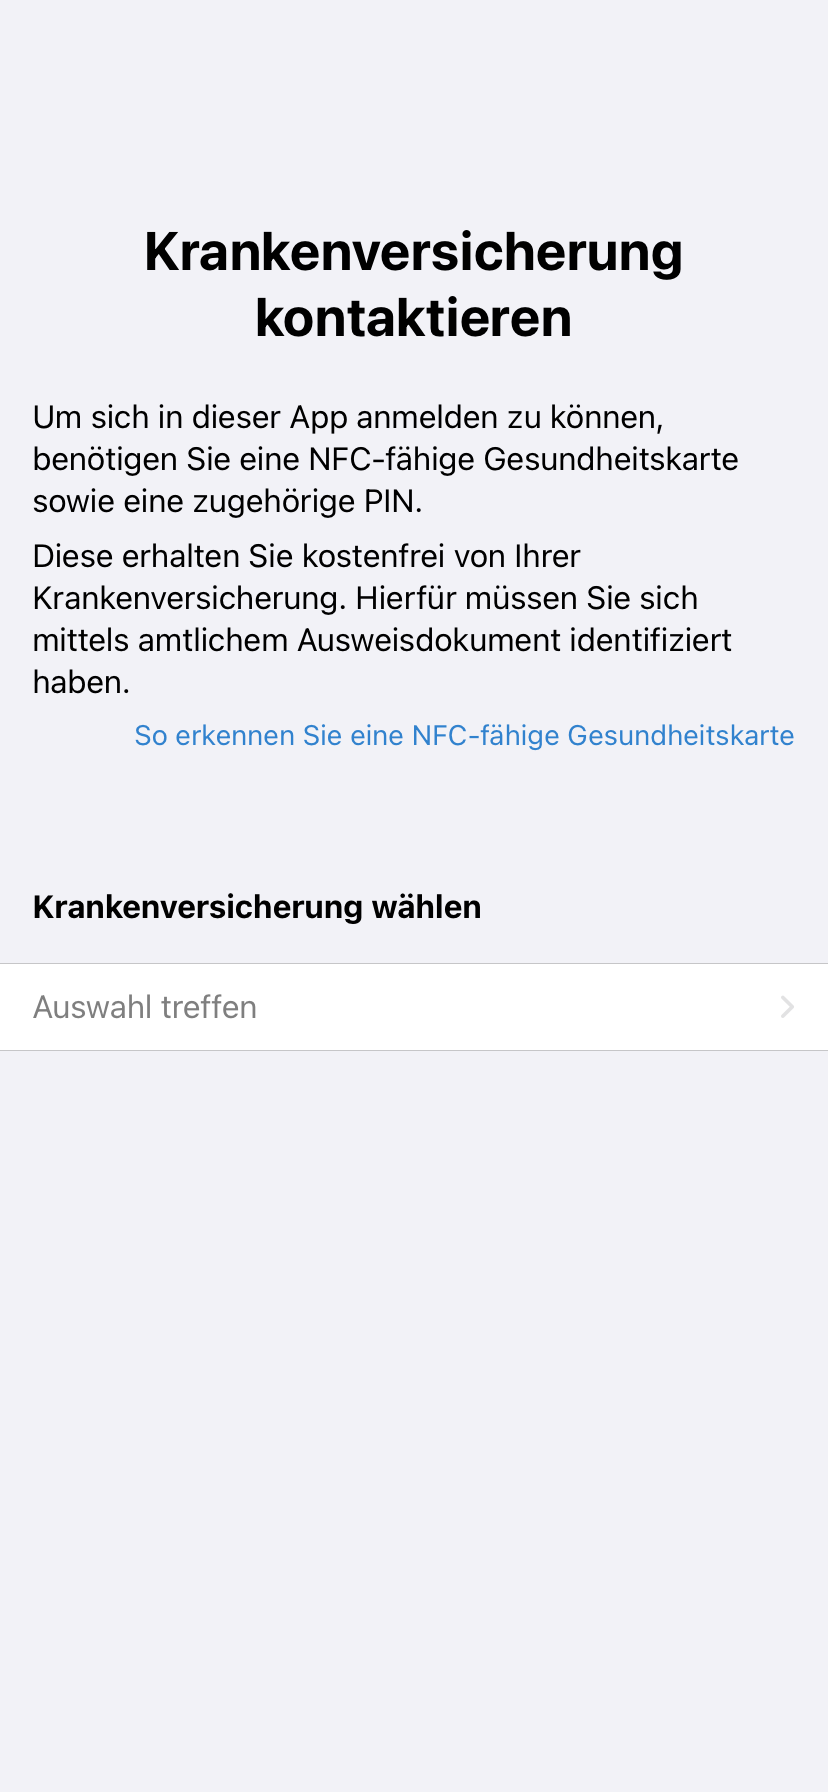 Krankenversicherung
kontaktieren
Um sich in dieser App anmelden zu können,
benötigen Sie eine NFC-fähige Gesundheitskarte
sowie eine zugehörige PIN.
Diese erhalten Sie kostenfrei von Ihrer
Krankenversicherung. Hierfür müssen Sie sich
mittels amtlichem Ausweisdokument identifiziert
haben.
So erkennen Sie eine NFC-fähige Gesundheitskarte
Krankenversicherung wählen
Auswahl treffen